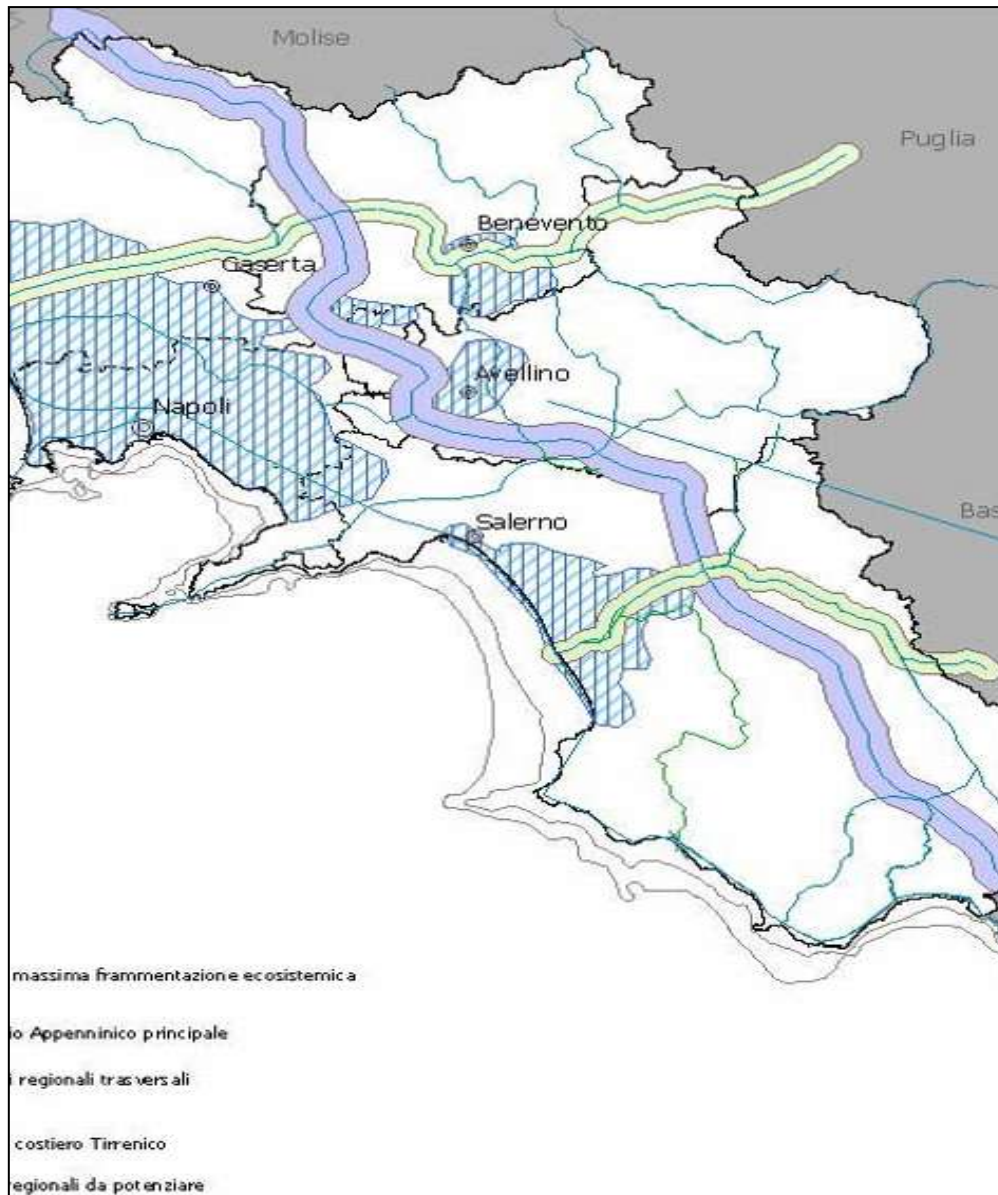 Molise
Puglia
Benevento
Caserta
Avellino
Napoli
Bas
Salerno
massima frammentazione ecosistemica
io Appenninico principale
i regionali trasversali
costiero Tirrenico
egionali da potenziare